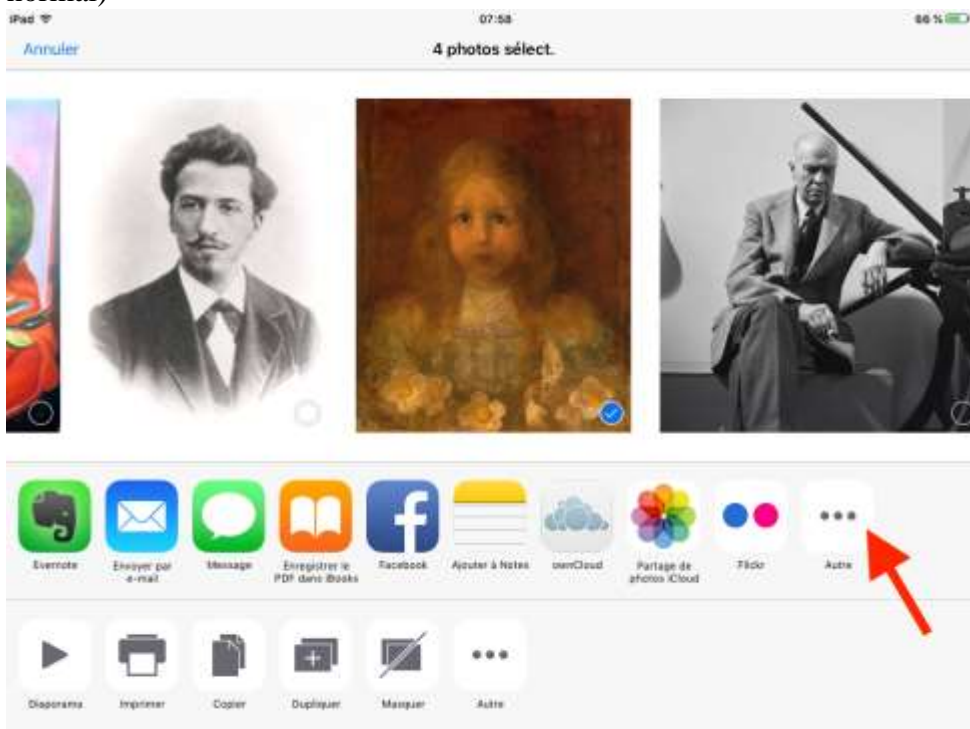 normal)
iPad 07:58 66 %
Annuler 4 photos sélect.
Evernote Envoyer par e-mail Message Enregistrer le PDF dans iBooks Facebook Ajouter à Notes ownCloud Partage de photos iCloud Flickr Autre
Diaporama Imprimer Copier Dupliquer Masquer Autre